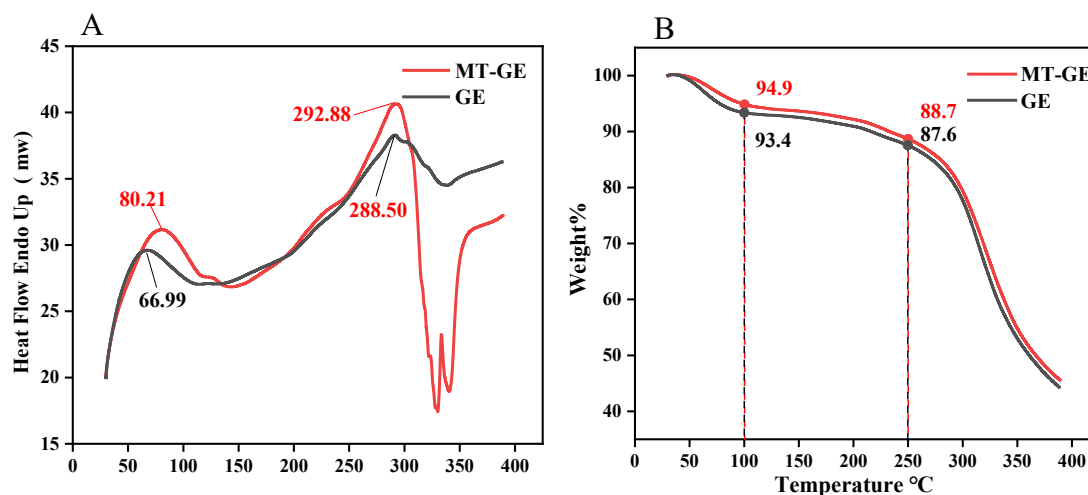 A
Heat Flow Endo Up ( mw)
45
40
35
30
25
20
15
MT-GE
GE
292.88
80.21
288.50
66.99
0 50 100 150 200 250 300 350 400
B
Weight%
100
90
80
70
60
50
40
MT-GE
GE
94.9
93.4
88.7
87.6
0 50 100 150 200 250 300 350 400
Temperature °C